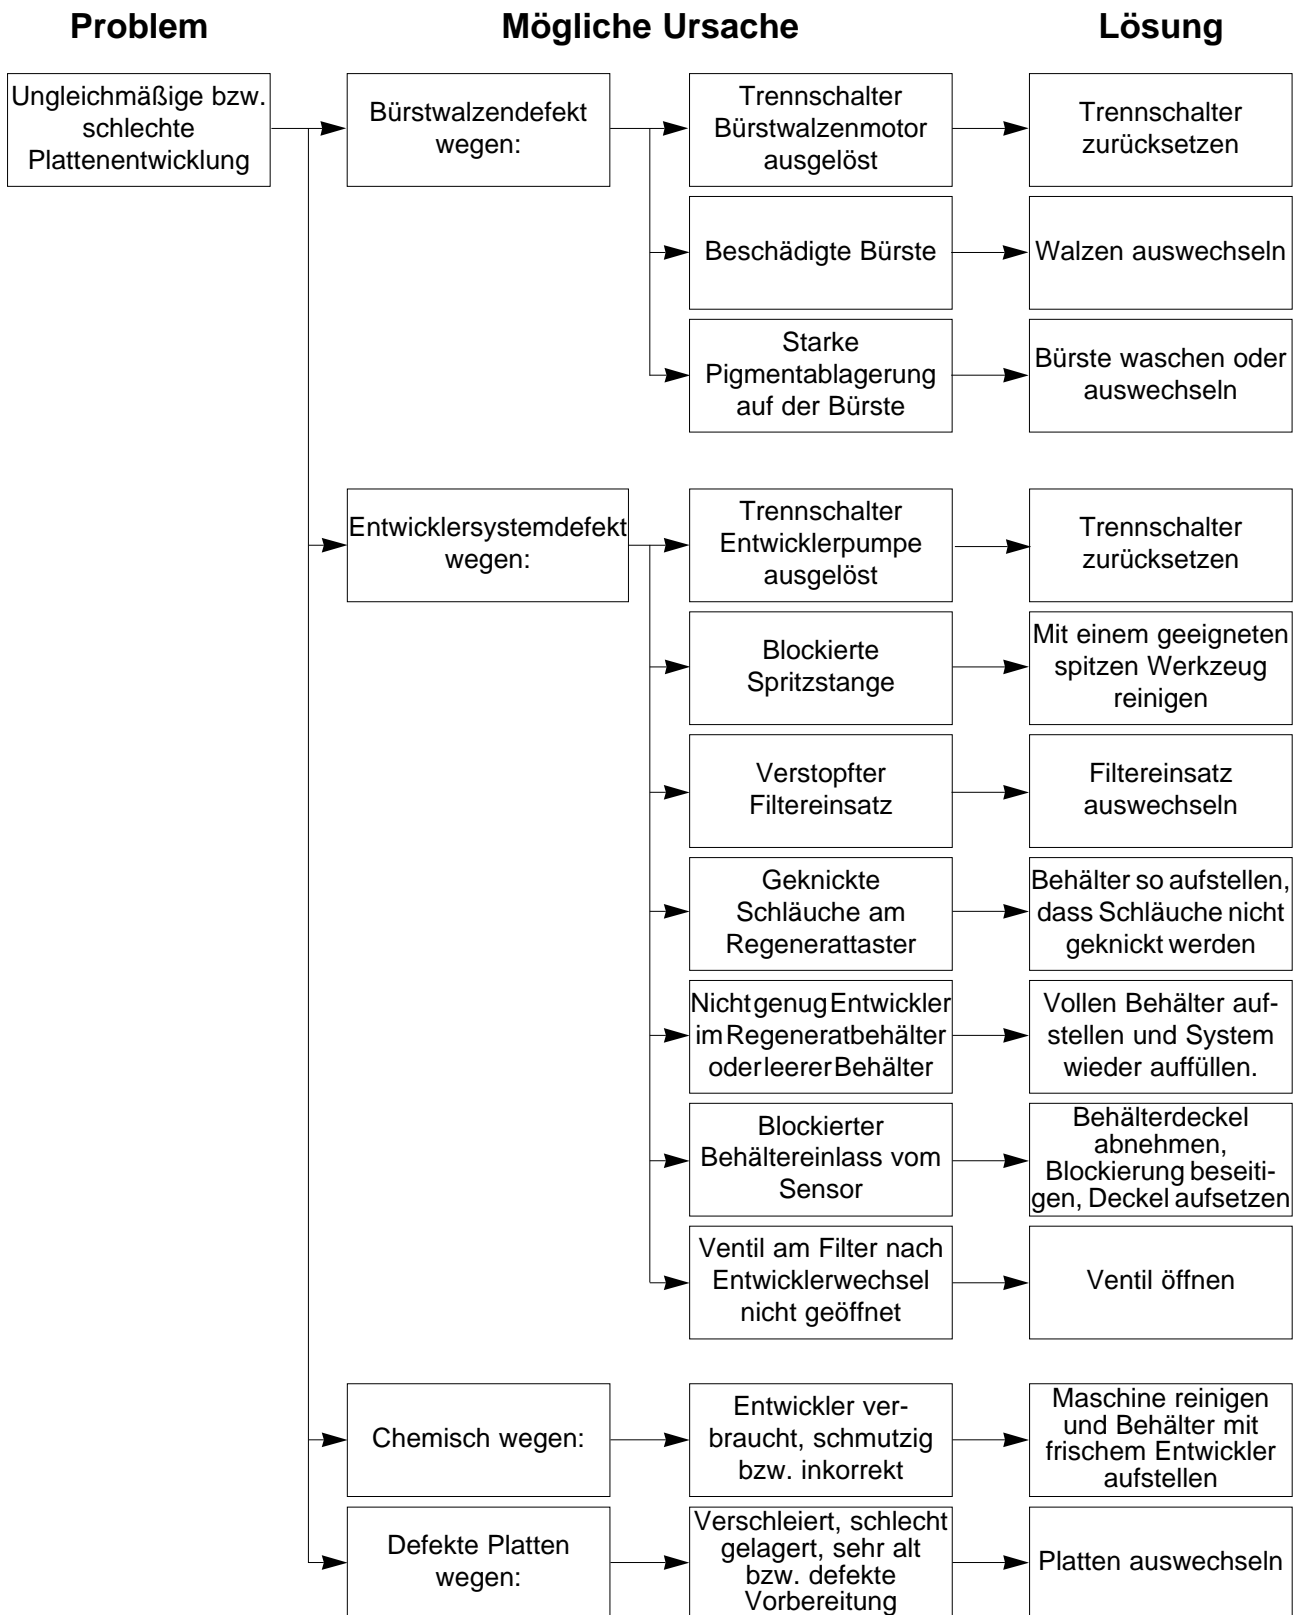 Problem
Mögliche Ursache
Lösung
Ungleichmäßige bzw.
schlechte
Plattenentwicklung
Bürstwalzendefekt
wegen:
Trennschalter
Bürstwalzenmotor
ausgelöst
Trennschalter
zurücksetzen
Beschädigte Bürste
Walzen auswechseln
Starke
Pigmentablagerung
auf der Bürste
Bürste waschen oder
auswechseln
Entwicklersystemdefekt
wegen:
Trennschalter
Entwicklerpumpe
ausgelöst
Trennschalter
zurücksetzen
Blockierte
Spritzstange
Mit einem geeigneten
spitzen Werkzeug
reinigen
Verstopfter
Filtereinsatz
Filtereinsatz
auswechseln
Geknickte
Schläuche am
Regenerattaster
Behälter so aufstellen,
dass Schläuche nicht
geknickt werden
Nicht genug Entwickler
im Regeneratbehälter
oder leerer Behälter
Vollen Behälter auf-
stellen und System
wieder auffüllen.
Blockierter
Behältereinlass vom
Sensor
Behälterdeckel
abnehmen,
Blockierung beseiti-
gen, Deckel aufsetzen
Ventil am Filter nach
Entwicklerwechsel
nicht geöffnet
Ventil öffnen
Chemisch wegen:
Entwickler ver-
braucht, schmutzig
bzw. inkorrekt
Maschine reinigen
und Behälter mit
frischem Entwickler
aufstellen
Defekte Platten
wegen:
Verschleiert, schlecht
gelagert, sehr alt
bzw. defekte
Vorbereitung
Platten auswechseln